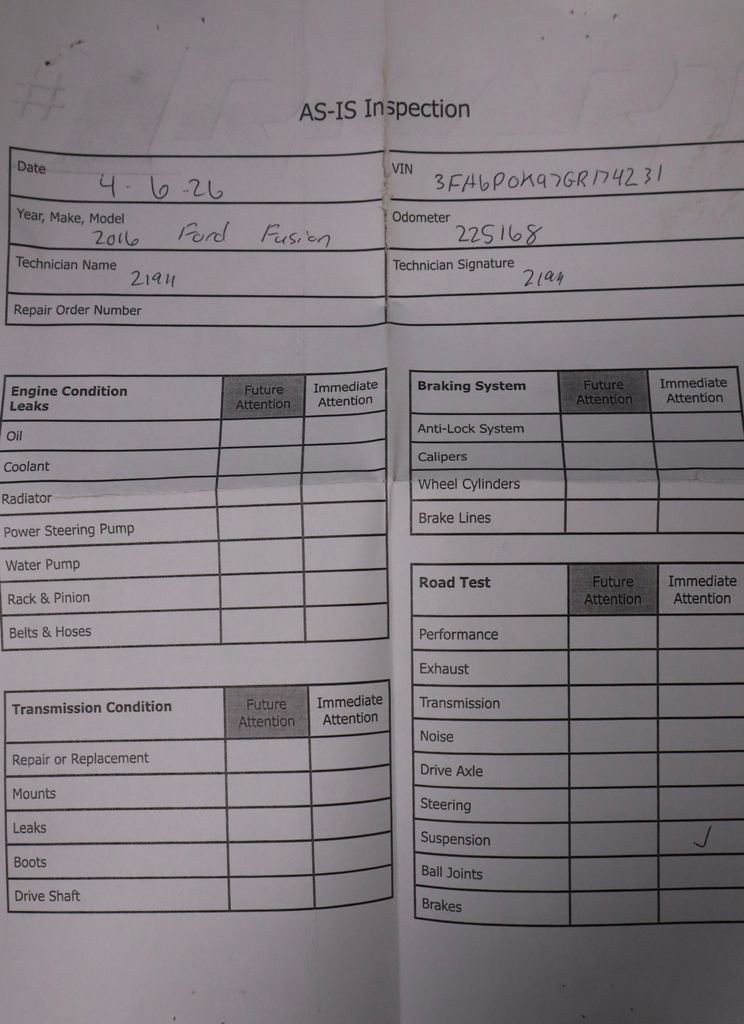 AS-IS Inspection
Date 4-6-26
VIN 3FA6P0K97GR174231
Year, Make, Model 2016 Ford Fusion
Odometer 225168
Technician Name
Technician Signature
Repair Order Number
Engine Condition Leaks Future Attention Immediate Attention
Oil
Coolant
Radiator
Power Steering Pump
Water Pump
Rack & Pinion
Belts & Hoses
Transmission Condition Future Attention Immediate Attention
Repair or Replacement
Mounts
Leaks
Boots
Drive Shaft
Braking System Future Attention Immediate Attention
Anti-Lock System
Calipers
Wheel Cylinders
Brake Lines
Road Test Future Attention Immediate Attention
Performance
Exhaust
Transmission
Noise
Drive Axle
Steering
Suspension ✓
Ball Joints
Brakes